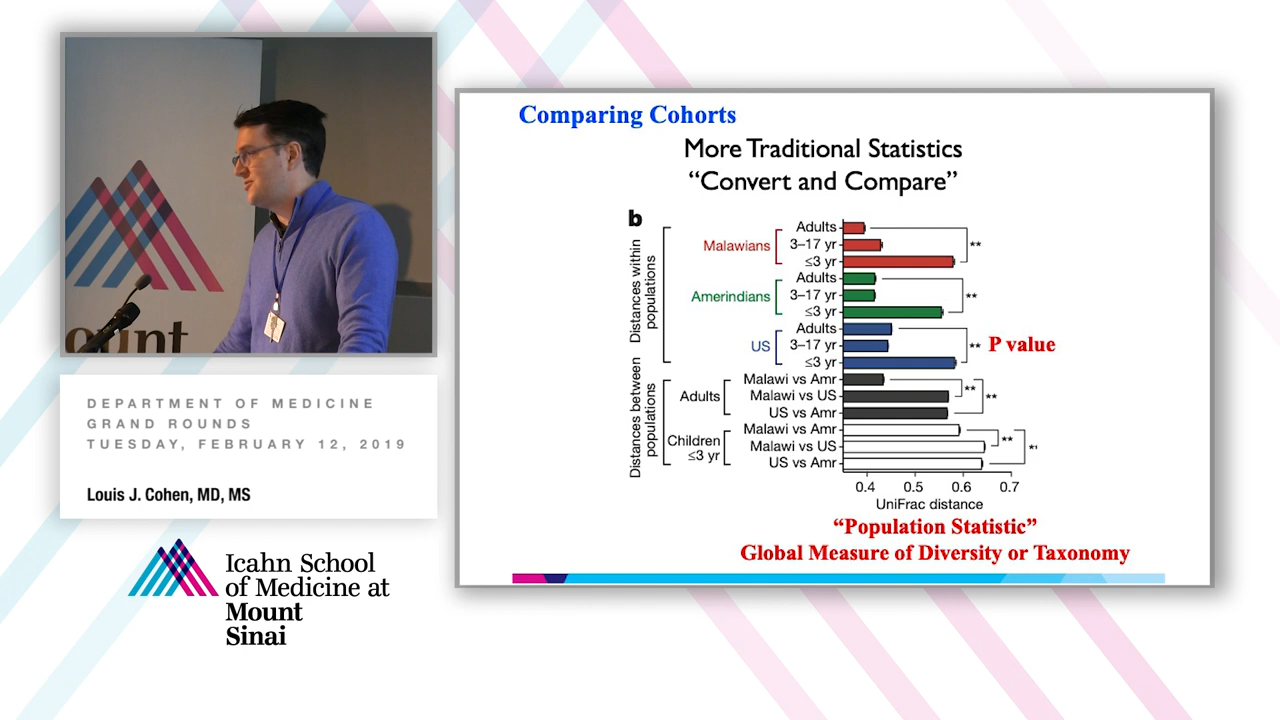 ount
DEPARTMENT OF MEDICINE
GRAND ROUNDS
TUESDAY, FEBRUARY 12, 2019
Louis J. Cohen, MD, MS
Icahn School
of Medicine at
Mount
Sinai
Comparing Cohorts
More Traditional Statistics
“Convert and Compare”
b
Distances within
populations
Malawians
Adults
3–17 yr
≤3 yr
**
Amerindians
Adults
3–17 yr
≤3 yr
**
US
Adults
3–17 yr
≤3 yr
** P value
Distances between
populations
Adults
Malawi vs Amr
Malawi vs US
US vs Amr
**
**
Children
≤3 yr
Malawi vs Amr
Malawi vs US
US vs Amr
**
0.4 0.5 0.6 0.7
UniFrac distance
“Population Statistic”
Global Measure of Diversity or Taxonomy